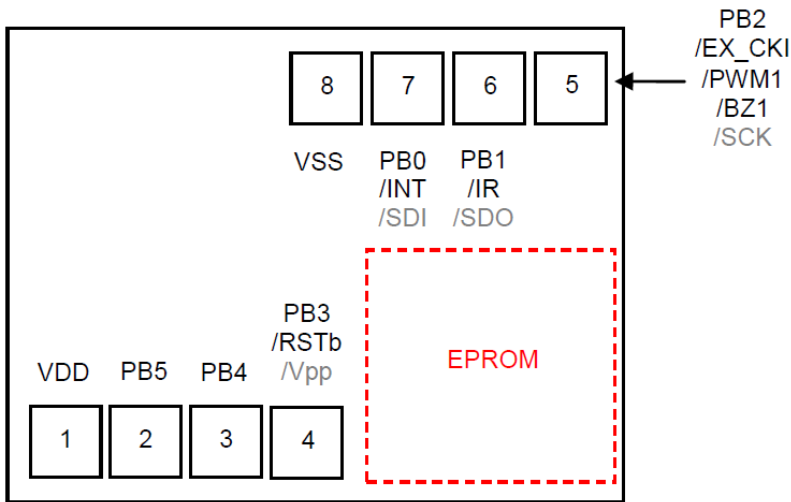 PB2
/EX_CKI
/PWM1
/BZ1
/SCK
8 7 6 5
VSS PB0 PB1
/INT /IR
/SDI /SDO
PB3
/RSTb
VDD PB5 PB4 /Vpp
EPROM
1 2 3 4